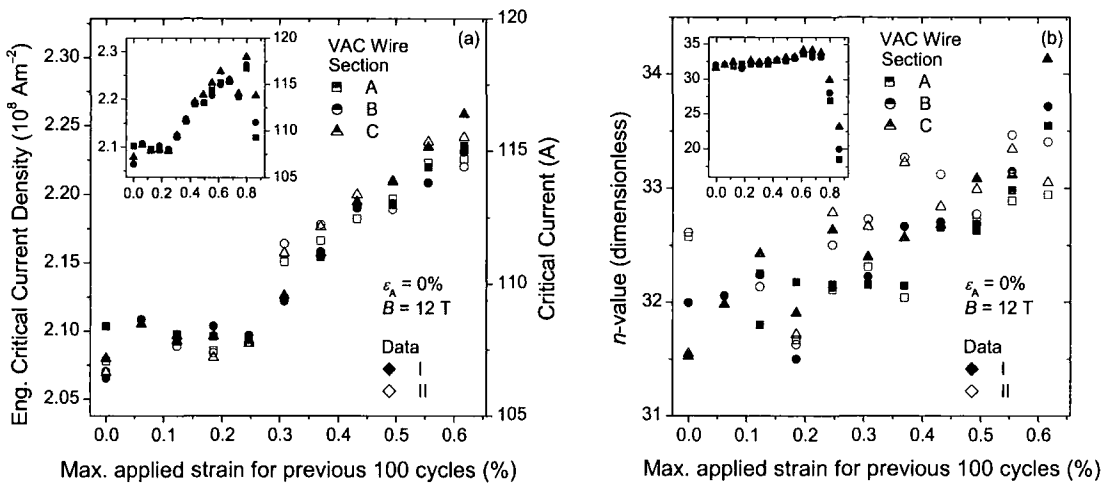 (a)
VAC Wire
Section
A
B
C
εA = 0%
B = 12 T
Data
I
II
Eng. Critical Current Density (10⁸ Am⁻²)
2.30
2.25
2.20
2.15
2.10
2.05
Critical Current (A)
120
115
110
105
0.0 0.1 0.2 0.3 0.4 0.5 0.6
Max. applied strain for previous 100 cycles (%)
2.3
2.2
2.1
120
115
110
105
0.0 0.2 0.4 0.6 0.8
(b)
VAC Wire
Section
A
B
C
εA = 0%
B = 12 T
Data
I
II
n-value (dimensionless)
34
33
32
31
0.0 0.1 0.2 0.3 0.4 0.5 0.6
Max. applied strain for previous 100 cycles (%)
35
30
25
20
0.0 0.2 0.4 0.6 0.8